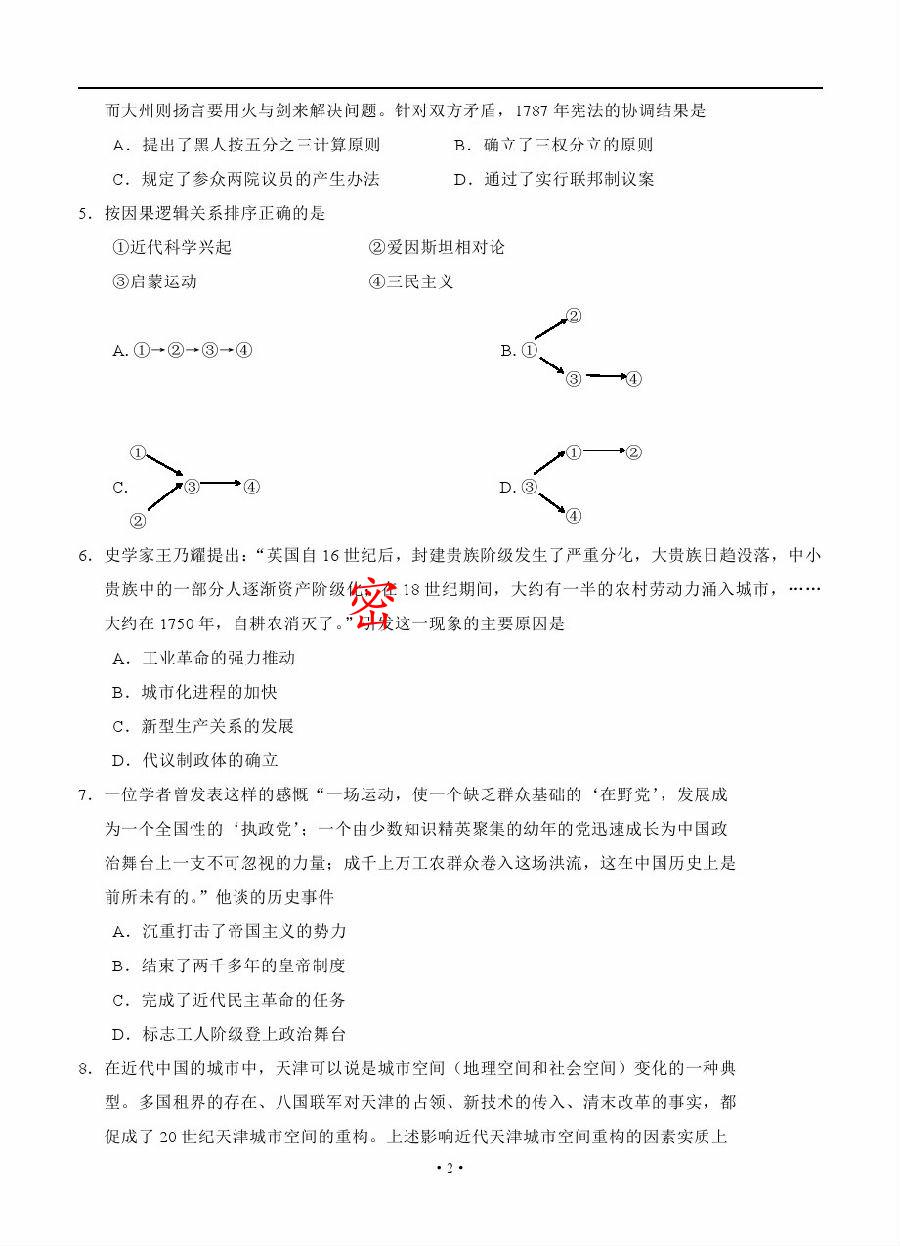 而大州则扬言要用火与剑来解决问题。针对双方矛盾，1787 年宪法的协调结果是
A．提出了黑人按五分之三计算原则 B．确立了三权分立的原则
C．规定了参众两院议员的产生办法 D．通过了实行联邦制议案
5．按因果逻辑关系排序正确的是
①近代科学兴起 ②爱因斯坦相对论
③启蒙运动 ④三民主义
②
A. ①→②→③→④ B. ①
③ ④
① ① ②
C. ③ ④ D. ③
② ④
6．史学家王乃耀提出：“英国自 16 世纪后，封建贵族阶级发生了严重分化，大贵族日趋没落，中小
贵族中的一部分人逐渐资产阶级化；在 18 世纪期间，大约有一半的农村劳动力涌入城市，……
大约在 1750 年，自耕农消灭了。”引发这一现象的主要原因是
密
A．工业革命的强力推动
B．城市化进程的加快
C．新型生产关系的发展
D．代议制政体的确立
7．一位学者曾发表这样的感慨“一场运动，使一个缺乏群众基础的‘在野党’，发展成
为一个全国性的‘执政党’；一个由少数知识精英聚集的幼年的党迅速成长为中国政
治舞台上一支不可忽视的力量；成千上万工农群众卷入这场洪流，这在中国历史上是
前所未有的。”他谈的历史事件
A．沉重打击了帝国主义的势力
B．结束了两千多年的皇帝制度
C．完成了近代民主革命的任务
D．标志工人阶级登上政治舞台
8．在近代中国的城市中，天津可以说是城市空间（地理空间和社会空间）变化的一种典
型。多国租界的存在、八国联军对天津的占领、新技术的传入、清末改革的事实，都
促成了 20 世纪天津城市空间的重构。上述影响近代天津城市空间重构的因素实质上
·2·